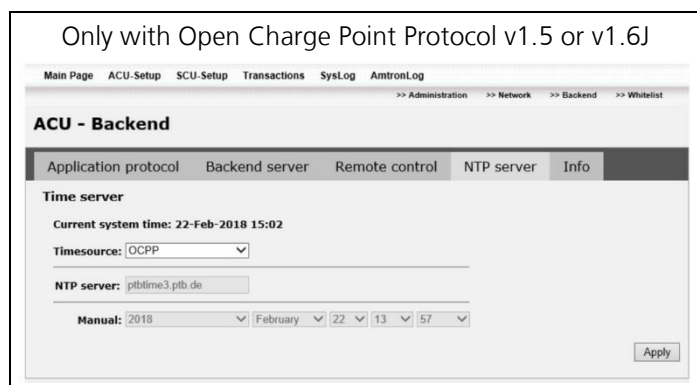 Only with Open Charge Point Protocol v1.5 or v1.6J
Main Page ACU-Setup SCU-Setup Transactions SysLog AmtronLog
>> Administration >> Network >> Backend >> Whitelist
ACU - Backend
Application protocol Backend server Remote control NTP server Info
Time server
Current system time: 22-Feb-2018 15:02
Timesource: OCPP
NTP server: ptbtime3.ptb.de
Manual: 2018 February 22 13 57
Apply